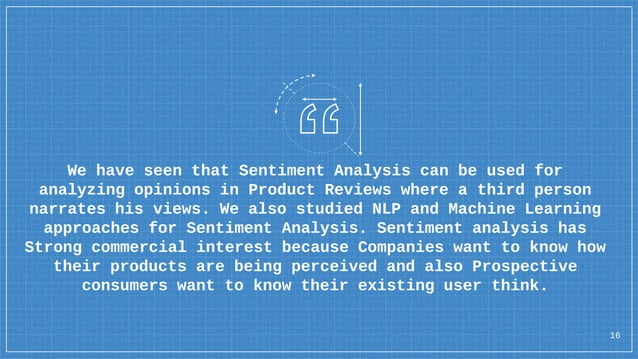 We have seen that Sentiment Analysis can be used for
analyzing opinions in Product Reviews where a third person
narrates his views. We also studied NLP and Machine Learning
approaches for Sentiment Analysis. Sentiment analysis has
Strong commercial interest because Companies want to know how
their products are being perceived and also Prospective
consumers want to know their existing user think.
16